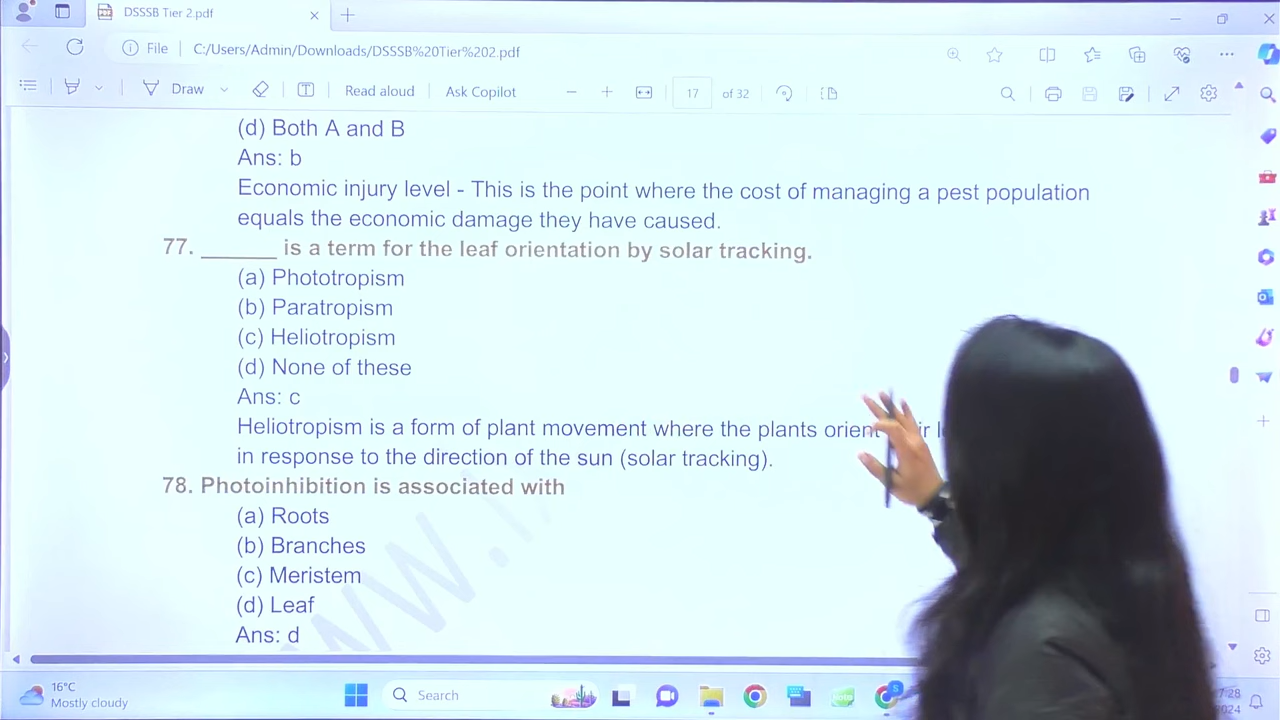 DSSSB Tier 2.pdf
File
C:/Users/Admin/Downloads/DSSSB%20Tier%202.pdf
Draw
Read aloud
Ask Copilot
17
of 32
(d) Both A and B
Ans: b
Economic injury level - This is the point where the cost of managing a pest population
equals the economic damage they have caused.
77. ______ is a term for the leaf orientation by solar tracking.
(a) Phototropism
(b) Paratropism
(c) Heliotropism
(d) None of these
Ans: c
Heliotropism is a form of plant movement where the plants orient
in response to the direction of the sun (solar tracking).
78. Photoinhibition is associated with
(a) Roots
(b) Branches
(c) Meristem
(d) Leaf
Ans: d
16°C
Mostly cloudy
Search